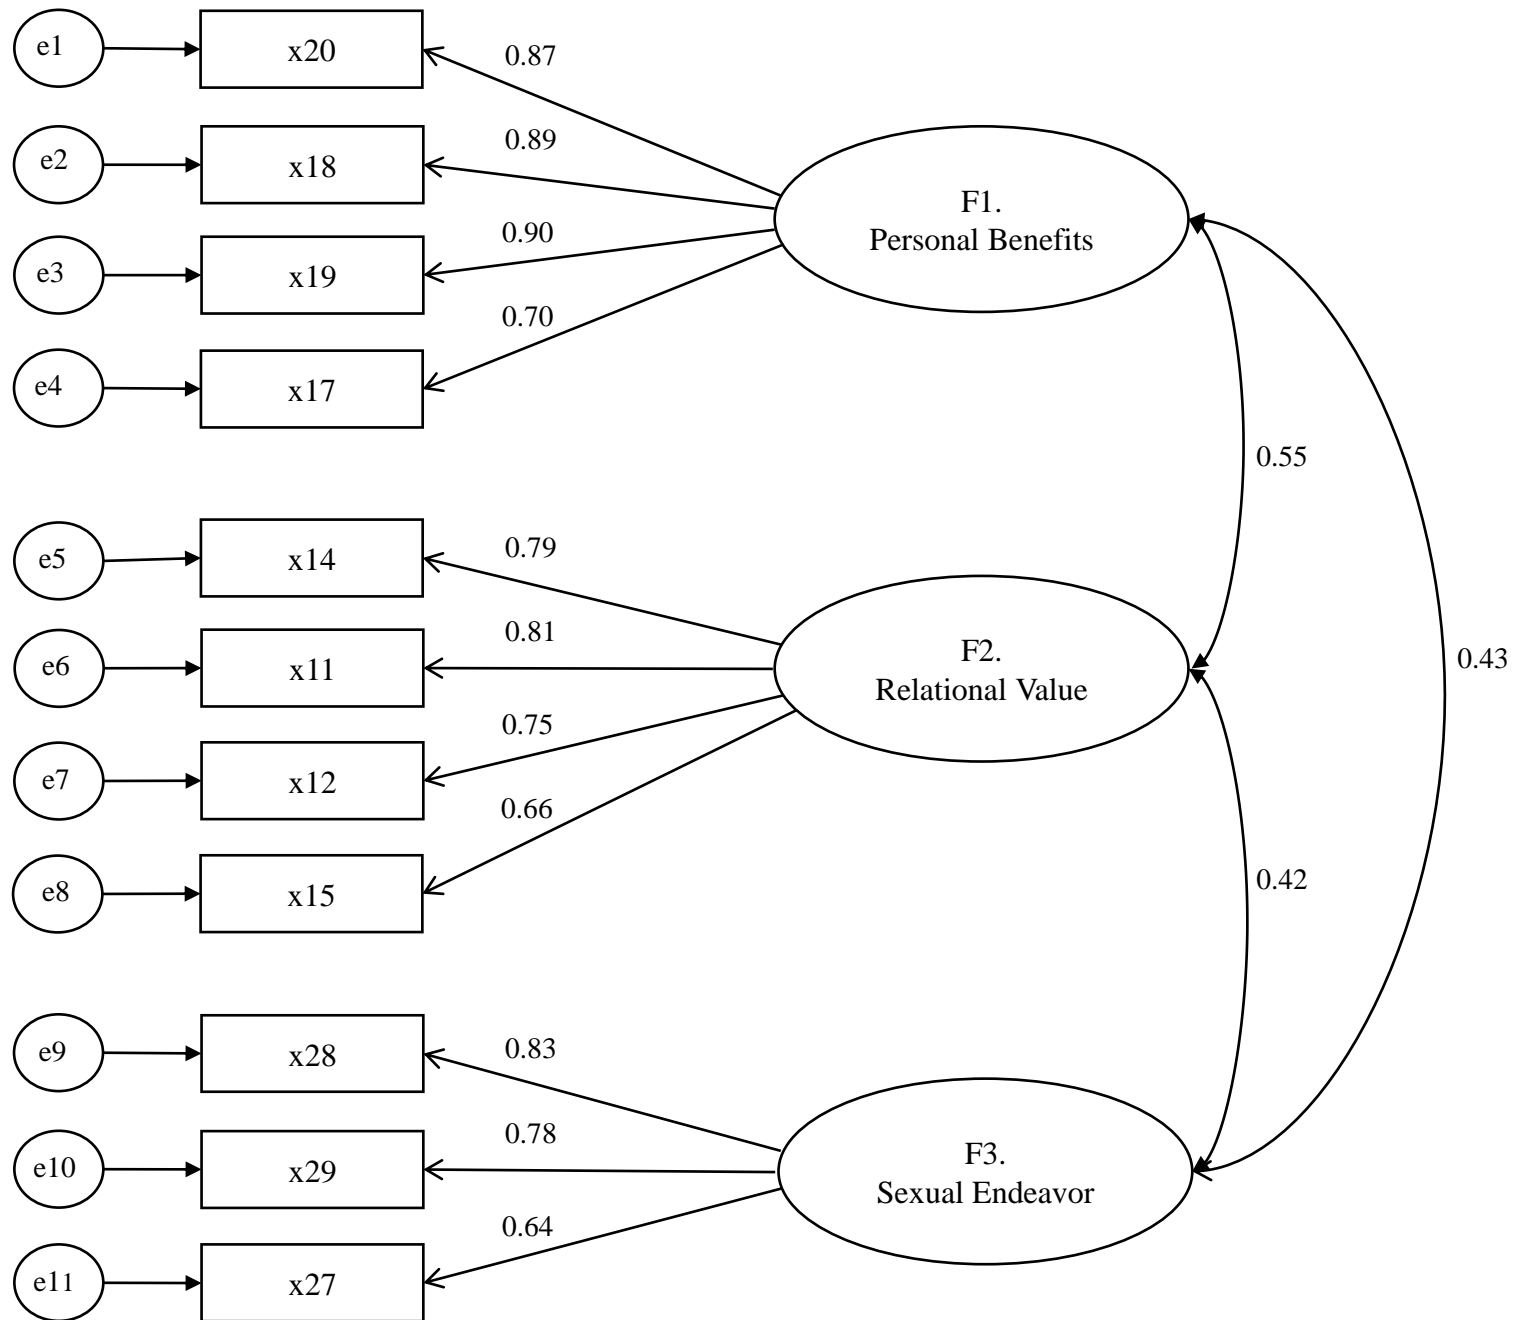 e1
x20
0.87
e2
x18
0.89
e3
x19
0.90
e4
x17
0.70
F1.
Personal Benefits
0.55
e5
x14
0.79
e6
x11
0.81
e7
x12
0.75
e8
x15
0.66
F2.
Relational Value
0.43
0.42
e9
x28
0.83
e10
x29
0.78
e11
x27
0.64
F3.
Sexual Endeavor